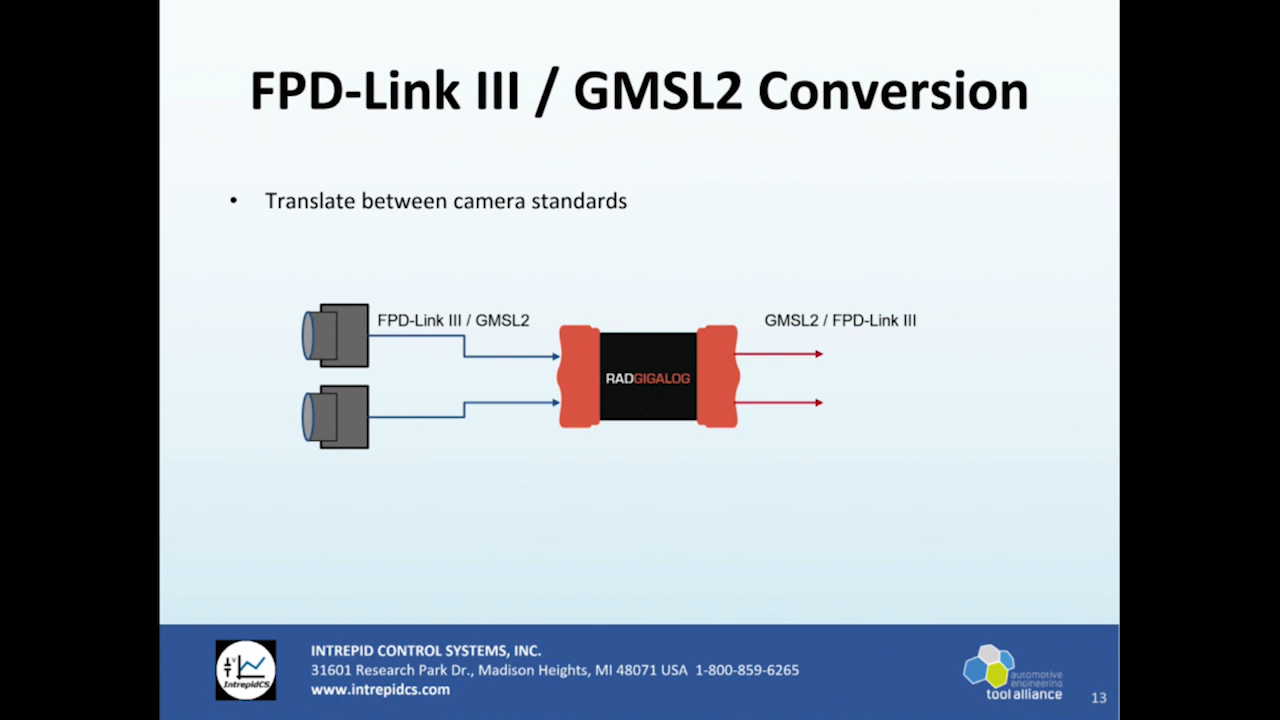 FPD-Link III / GMSL2 Conversion
• Translate between camera standards
FPD-Link III / GMSL2
GMSL2 / FPD-Link III
RADGIGALOG
INTREPID CONTROL SYSTEMS, INC.
31601 Research Park Dr., Madison Heights, MI 48071 USA 1-800-859-6265
www.intrepidcs.com
IntrepidCS
automotive
engineering
tool alliance
13